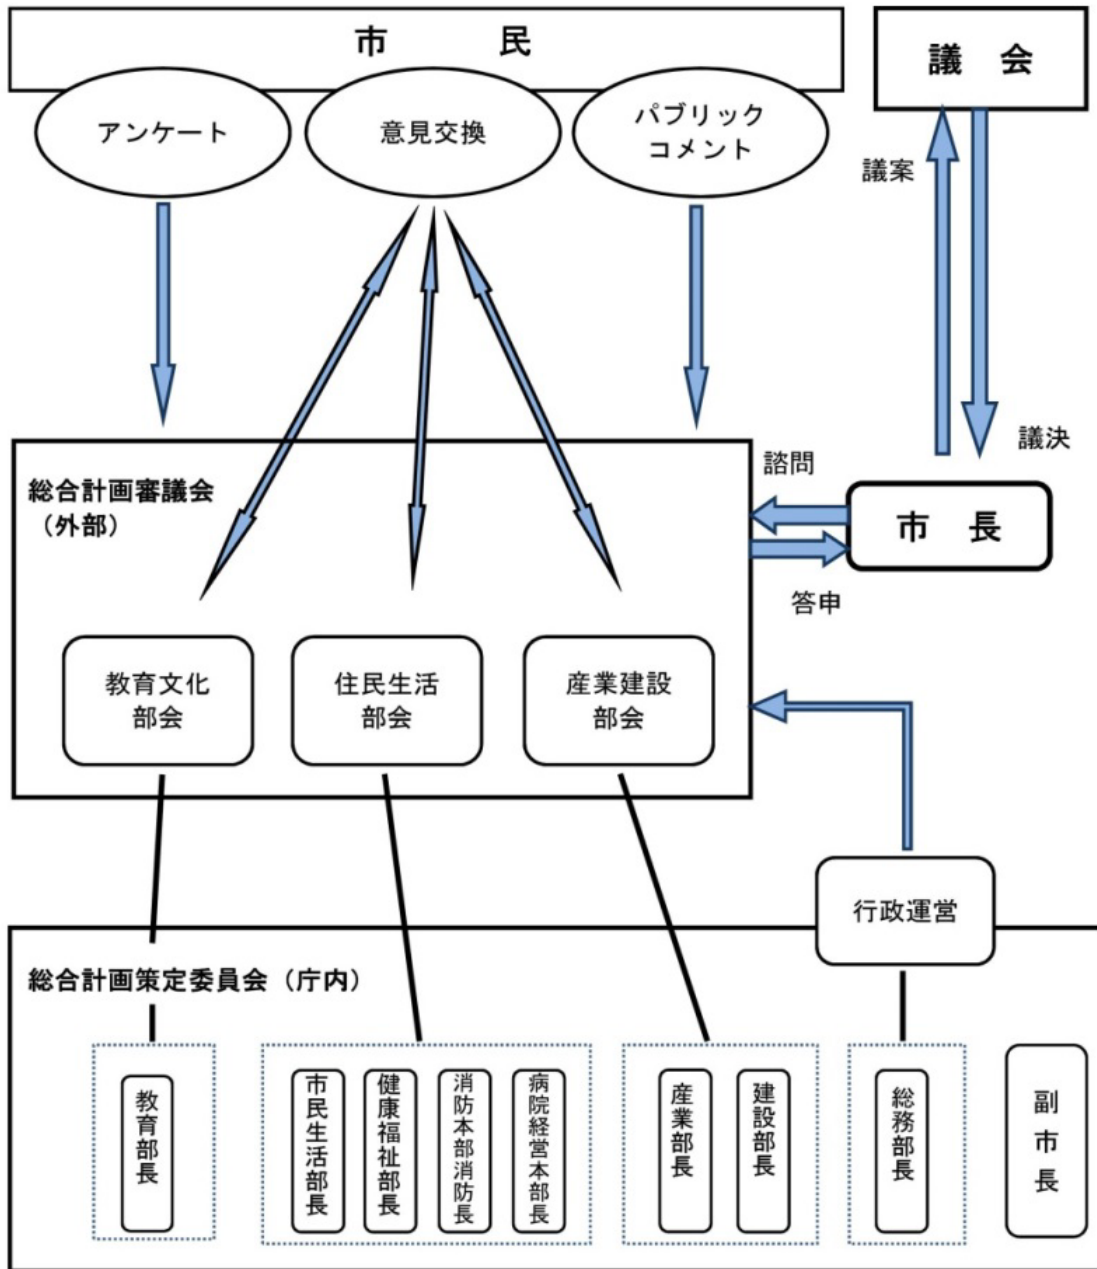 市　民
議　会
アンケート
意見交換
パブリック
コメント
議案
議決
総合計画審議会
（外部）
諮問
市　長
答申
教育文化
部会
住民生活
部会
産業建設
部会
行政運営
総合計画策定委員会（庁内）
教育部長
市民生活部長
健康福祉部長
消防本部消防長
病院経営本部長
産業部長
建設部長
総務部長
副市長